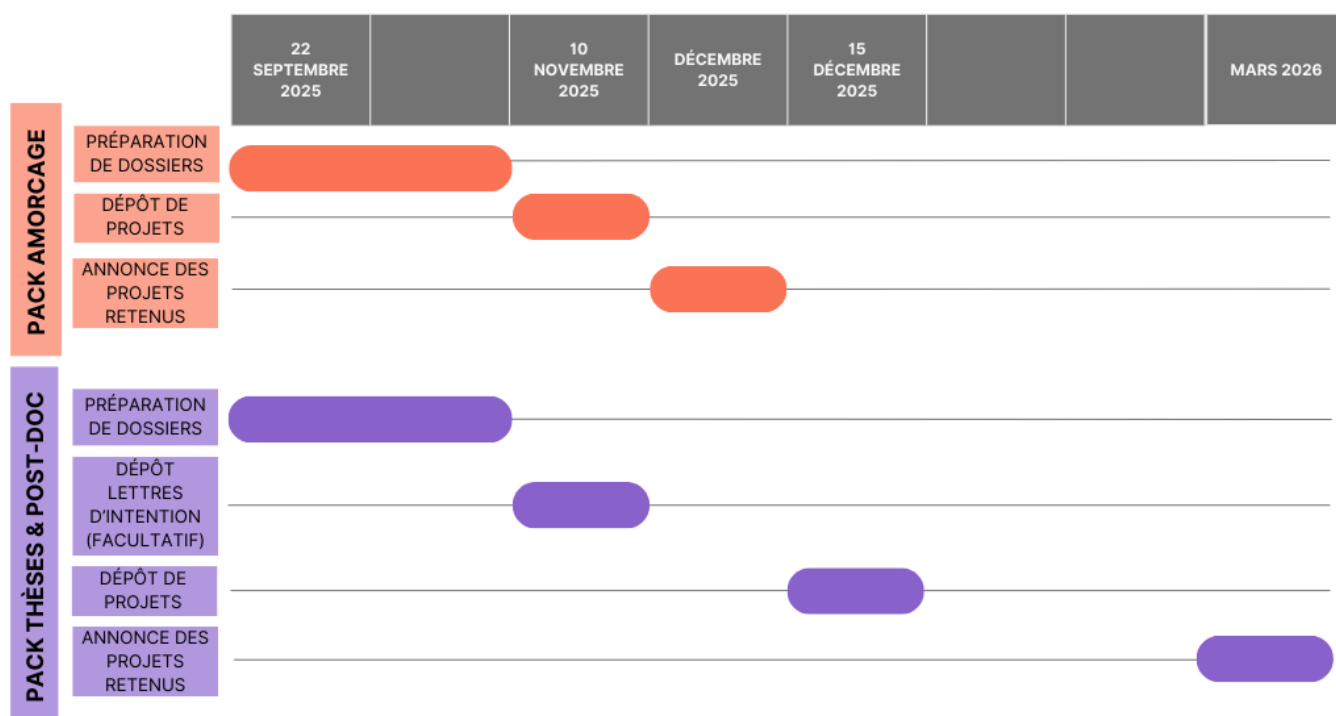 22
SEPTEMBRE
2025
10
NOVEMBRE
2025
DÉCEMBRE
2025
15
DÉCEMBRE
2025
MARS 2026
PACK AMORCAGE
PRÉPARATION
DE DOSSIERS
DÉPÔT DE
PROJETS
ANNONCE DES
PROJETS
RETENUS
PACK THÈSES & POST-DOC
PRÉPARATION
DE DOSSIERS
DÉPÔT
LETTRES
D'INTENTION
(FACULTATIF)
DÉPÔT DE
PROJETS
ANNONCE DES
PROJETS
RETENUS